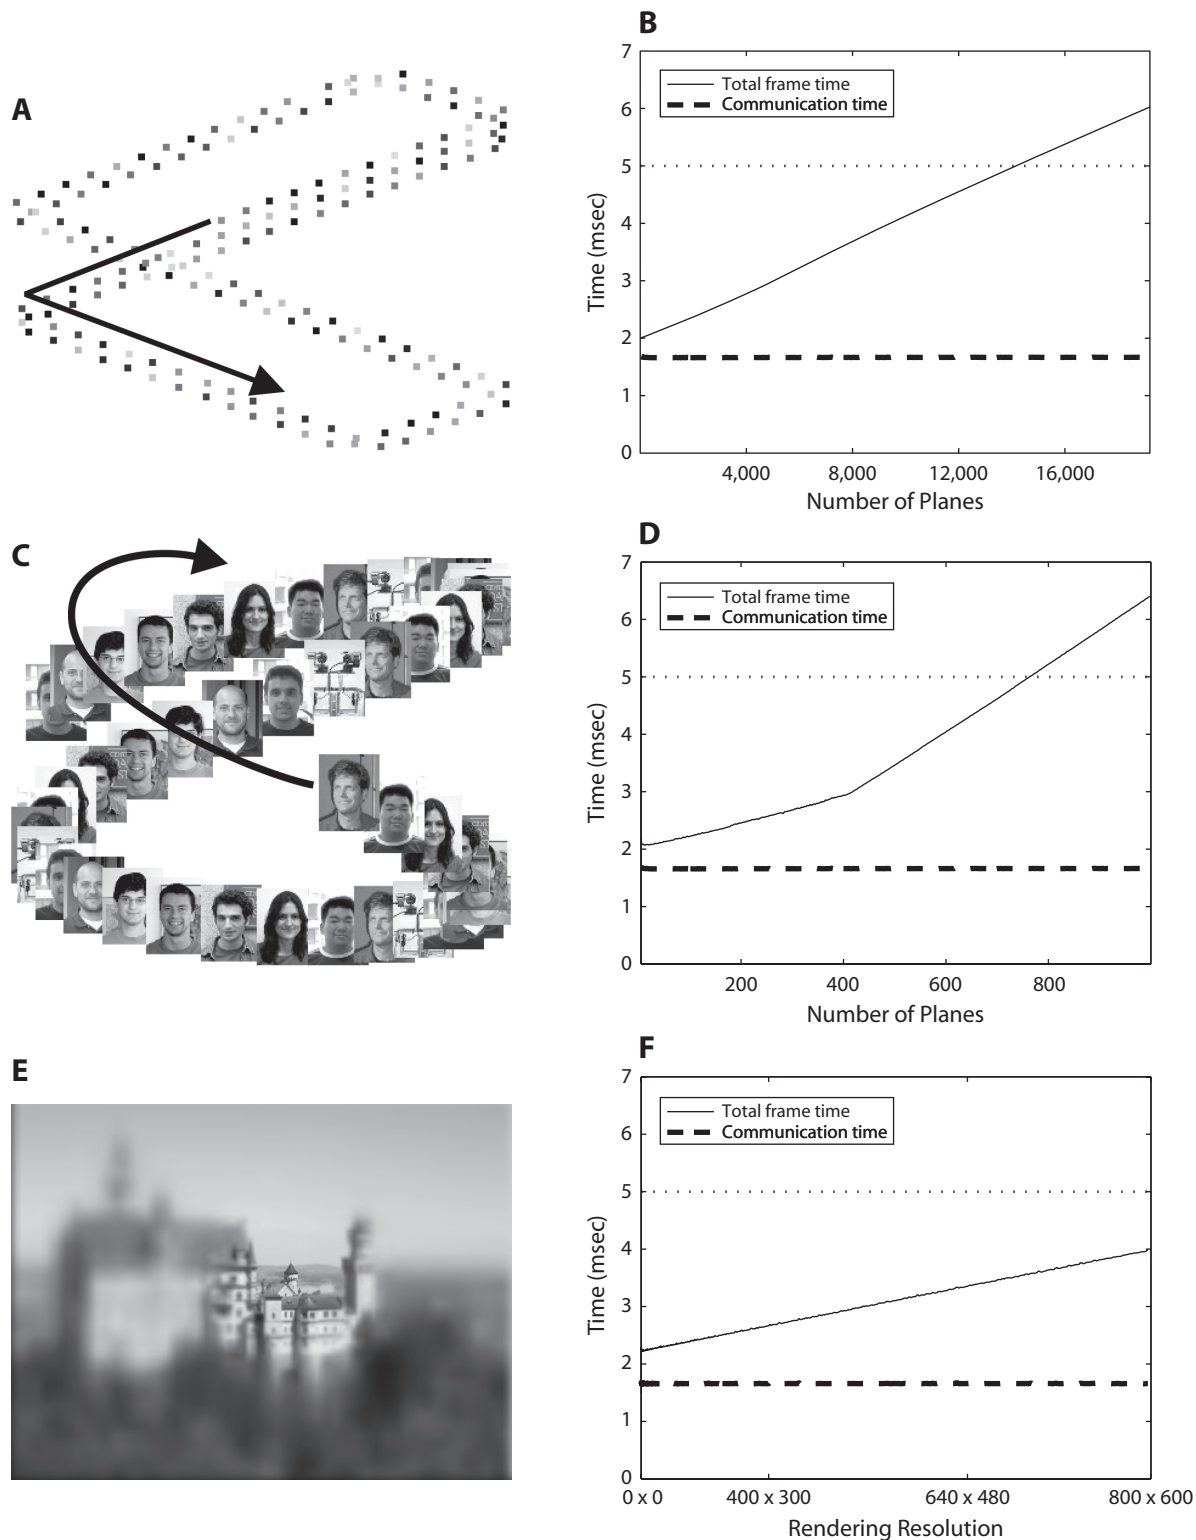 A
B
7
6
5
4
3
2
1
0
Time (msec)
Total frame time
Communication time
4,000
8,000
12,000
16,000
Number of Planes
C
D
7
6
5
4
3
2
1
0
Time (msec)
Total frame time
Communication time
200
400
600
800
Number of Planes
E
F
7
6
5
4
3
2
1
0
Time (msec)
Total frame time
Communication time
0 x 0
400 x 300
640 x 480
800 x 600
Rendering Resolution